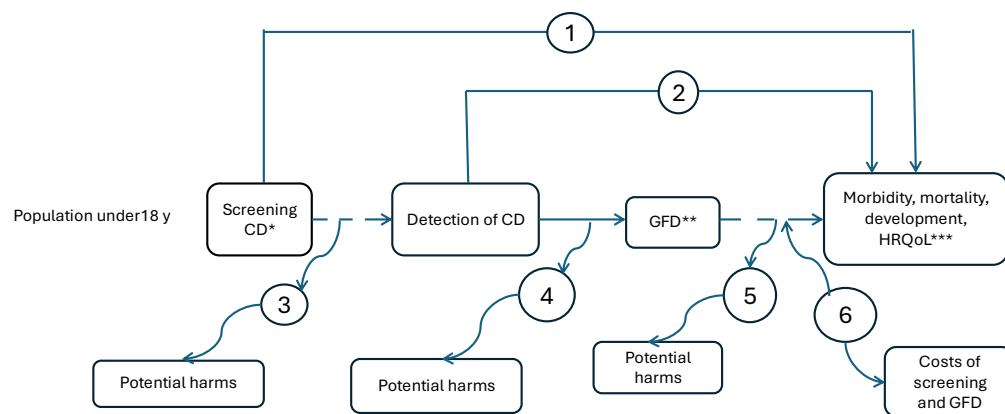 1
2
Population under18 y
Screening
CD*
Detection of CD
GFD**
Morbidity, mortality,
development,
HRQoL***
3
4
5
6
Potential harms
Potential harms
Potential
harms
Costs of
screening
and GFD